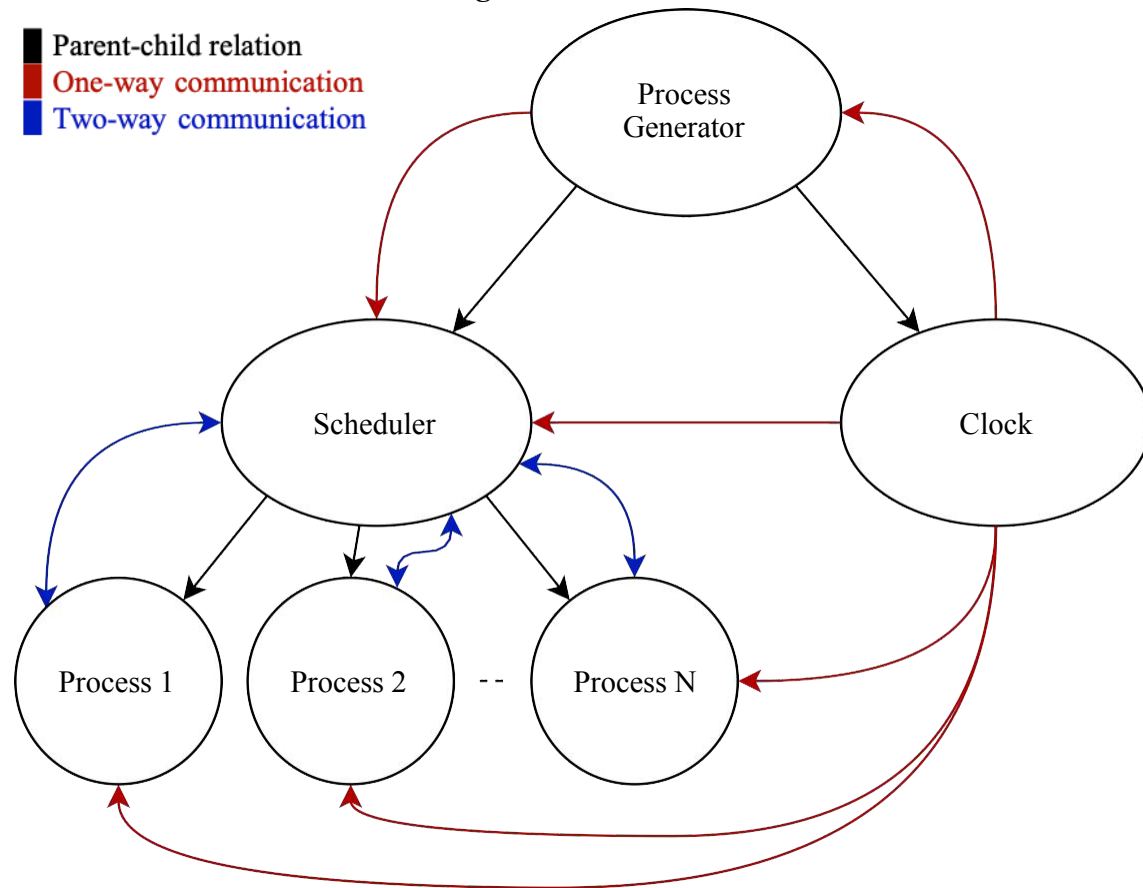 Parent-child relation
One-way communication
Two-way communication
Process
Generator
Scheduler
Clock
Process 1
Process 2
--
Process N